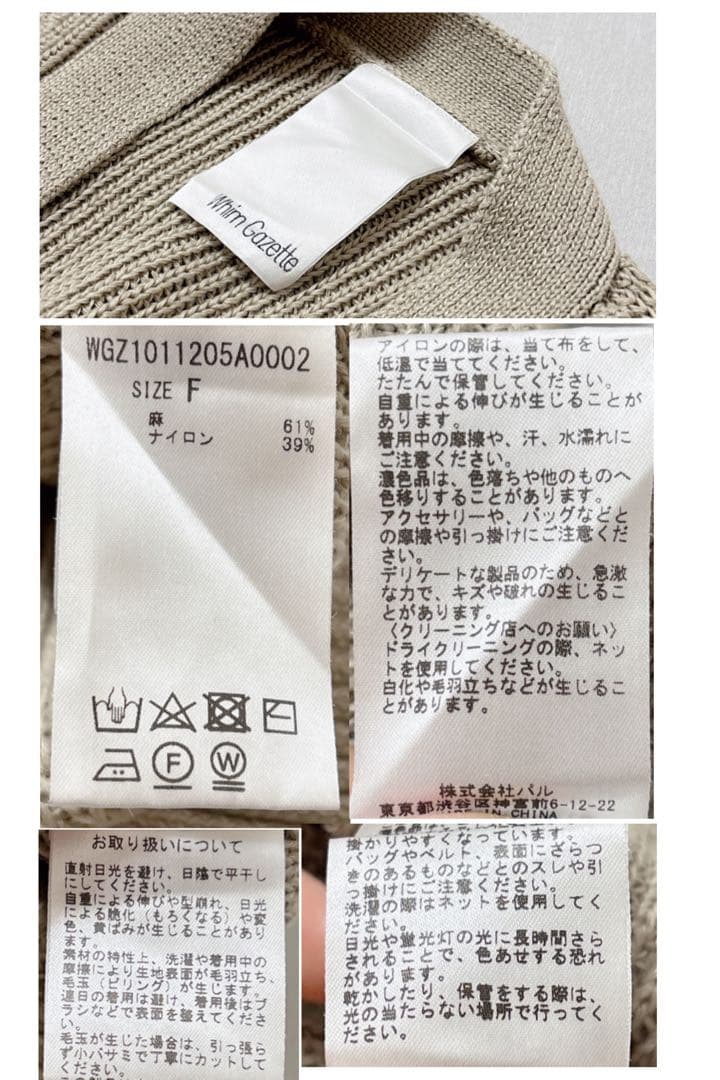 Whim Gazette
WGZ1011205A0002
SIZE F
麻 61%
ナイロン 39%
F
W
アイロンの際は、当て布をして、
低温で当ててください。
たたんで保管してください。
自重による伸びが生じることが
あります。
着用中の摩擦や、汗、水濡れに
ご注意ください。
濃色品は、色落ちや他のものへ
色移りすることがあります。
アクセサリーや、バッグなどと
の摩擦や引っ掛けにご注意くだ
さい。
デリケートな製品のため、急激
な力で、キズや破れの生じるこ
とがあります。
〈クリーニング店へのお願い〉
ドライクリーニングの際、ネッ
トを使用してください。
白化や毛羽立ちなどが生じるこ
とがあります。
株式会社パル
東京都渋谷区神宮前6-12-22
IN CHINA
お取り扱いについて
直射日光を避け、日陰で平干し
にしてください。
自重による伸びや型崩れ、日光
による脆化（もろくなる）や変
色、黄ばみが生じることがあり
ます。
素材の特性上、洗濯や着用中の
摩擦により生地表面が毛羽立ち、
毛玉（ピリング）が生じます。
連日の着用は避け、着用後はブ
ラシなどで表面を整えてくださ
い。
毛玉が生じた場合は、引っ張ら
ず小バサミで丁寧にカットして
ください。
掛かりやすくなっています。
バッグやベルト、表面にざらつ
きのあるものなどとのスレや引
っ掛けにご注意ください。
洗濯の際はネットを使用してく
ださい。
日光や蛍光灯の光に長時間さら
されることで、色あせする恐れ
があります。
乾かしたり、保管をする際は、
光の当たらない場所で行ってく
ださい。